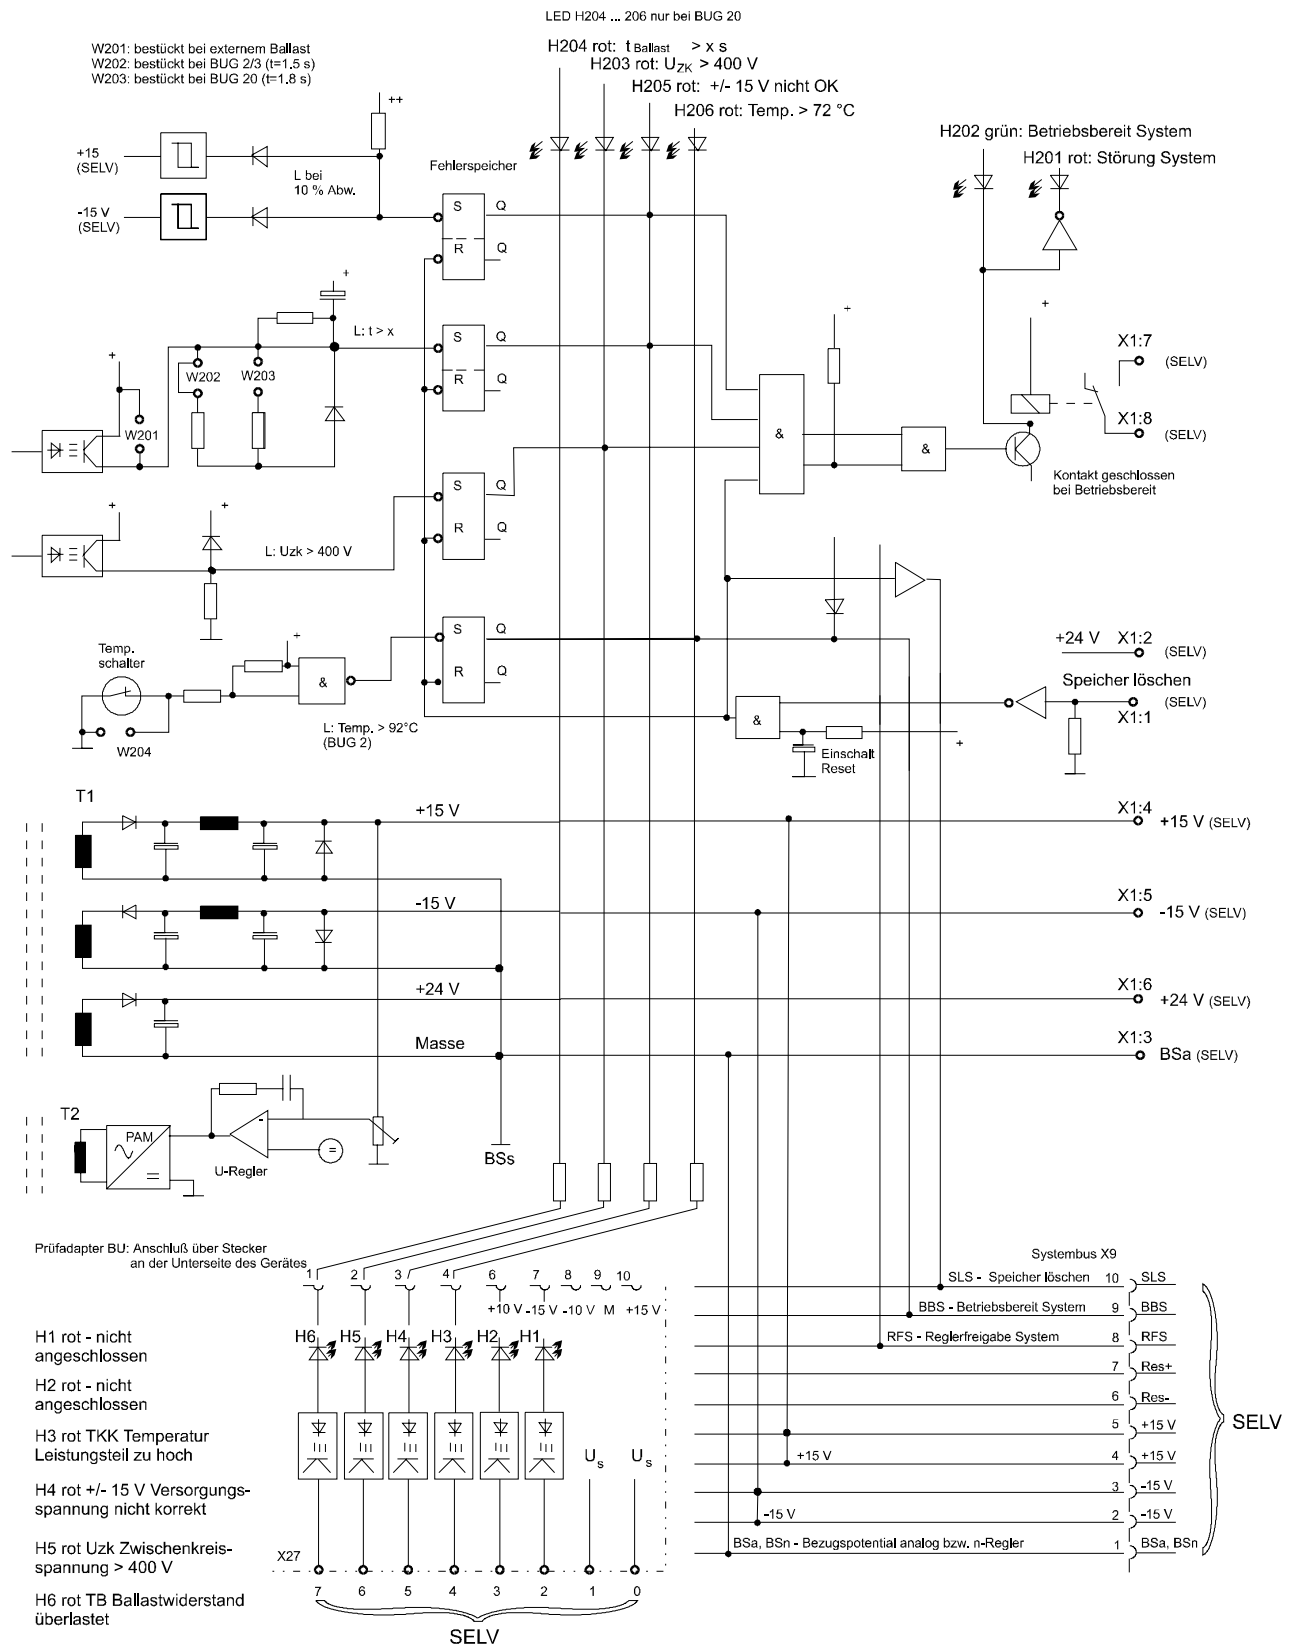 LED H204 ... 206 nur bei BUG 20
W201: bestückt bei externem Ballast
W202: bestückt bei BUG 2/3 (t=1.5 s)
W203: bestückt bei BUG 20 (t=1.8 s)
H204 rot: t Ballast > x s
H203 rot: UZK > 400 V
H205 rot: +/- 15 V nicht OK
H206 rot: Temp. > 72 °C
H202 grün: Betriebsbereit System
H201 rot: Störung System
++
+15
(SELV)
-15 V
(SELV)
L bei
10 % Abw.
Fehlerspeicher
S Q
R Q
+
L: t > x
S Q
R Q
+
W202
W203
W201
+
+
X1:7
(SELV)
X1:8
(SELV)
&
&
Kontakt geschlossen
bei Betriebsbereit
+
+
L: Uzk > 400 V
S Q
R Q
Temp.
schalter
W204
+
&
L: Temp. > 92°C
(BUG 2)
S Q
R Q
+24 V X1:2
(SELV)
Speicher löschen
(SELV)
X1:1
&
Einschalt
Reset
+
T1
+15 V
X1:4
+15 V (SELV)
-15 V
X1:5
-15 V (SELV)
+24 V
X1:6
+24 V (SELV)
Masse
X1:3
BSa (SELV)
T2
PAM
U-Regler
-
=
BSs
Prüfadapter BU: Anschluß über Stecker
an der Unterseite des Gerätes
1 2 3 4 6 7 8 9 10
+10 V -15 V -10 V M +15 V
H6 H5 H4 H3 H2 H1
H1 rot - nicht
angeschlossen
H2 rot - nicht
angeschlossen
H3 rot TKK Temperatur
Leistungsteil zu hoch
H4 rot +/- 15 V Versorgungs-
spannung nicht korrekt
H5 rot Uzk Zwischenkreis-
spannung > 400 V
H6 rot TB Ballastwiderstand
überlastet
Us Us
X27
7 6 5 4 3 2 1 0
SELV
Systembus X9
SLS - Speicher löschen 10 SLS
BBS - Betriebsbereit System 9 BBS
RFS - Reglerfreigabe System 8 RFS
7 Res+
6 Res-
5 +15 V
+15 V 4 +15 V
3 -15 V
-15 V 2 -15 V
BSa, BSn - Bezugspotential analog bzw. n-Regler 1 BSa, BSn
SELV